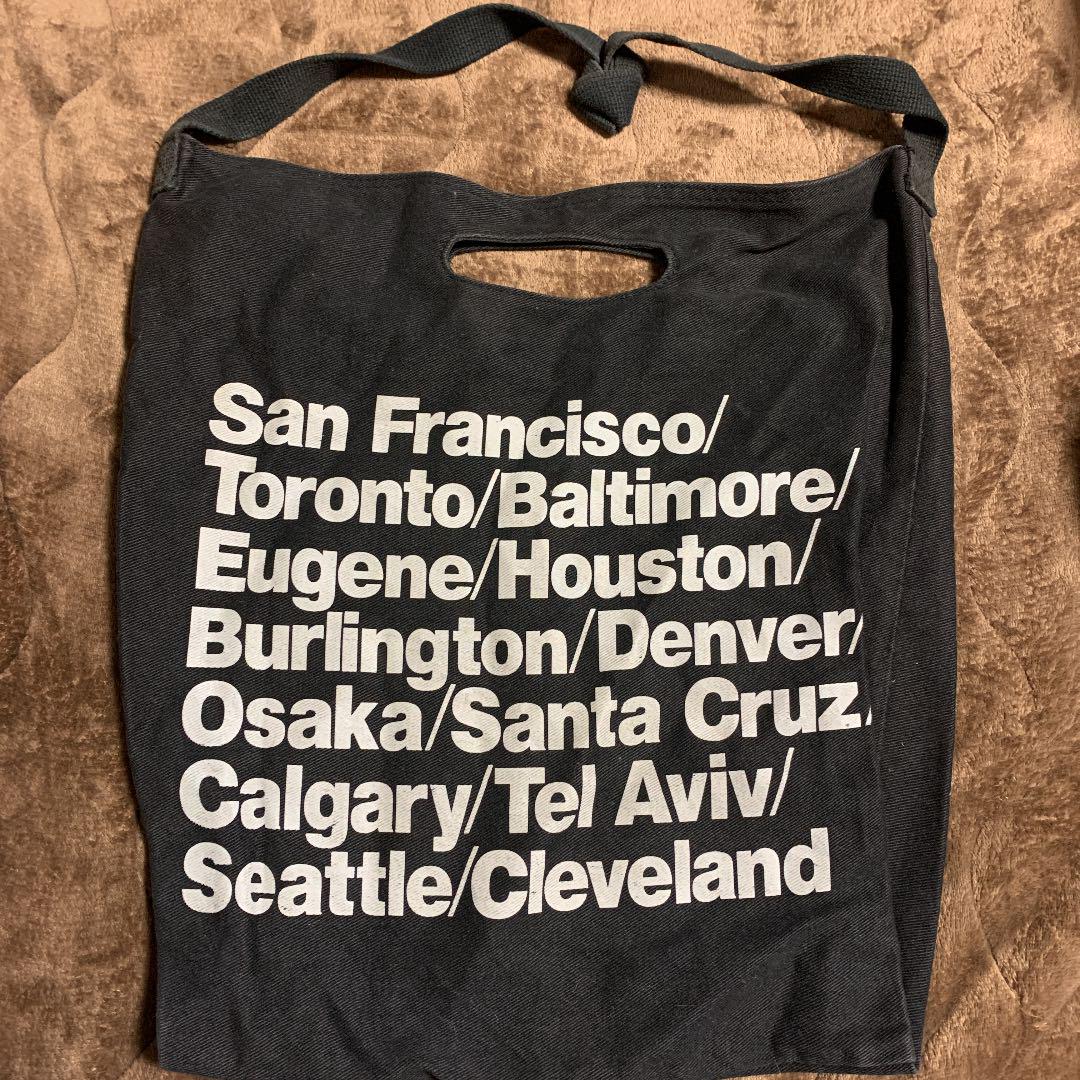 San Francisco/
Toronto/Baltimore/
Eugene/Houston/
Burlington/Denver/
Osaka/Santa Cruz/
Calgary/Tel Aviv/
Seattle/Cleveland